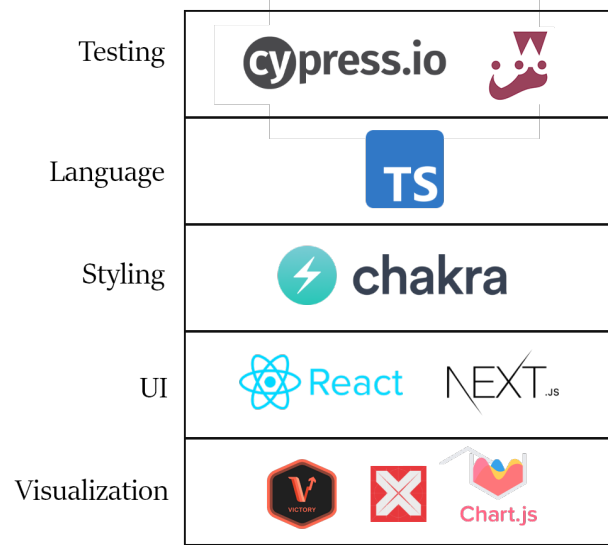 Testing
cypress.io
Language
TS
Styling
chakra
UI
React
NEXT.JS
Visualization
V
VICTORY
X
Chart.js